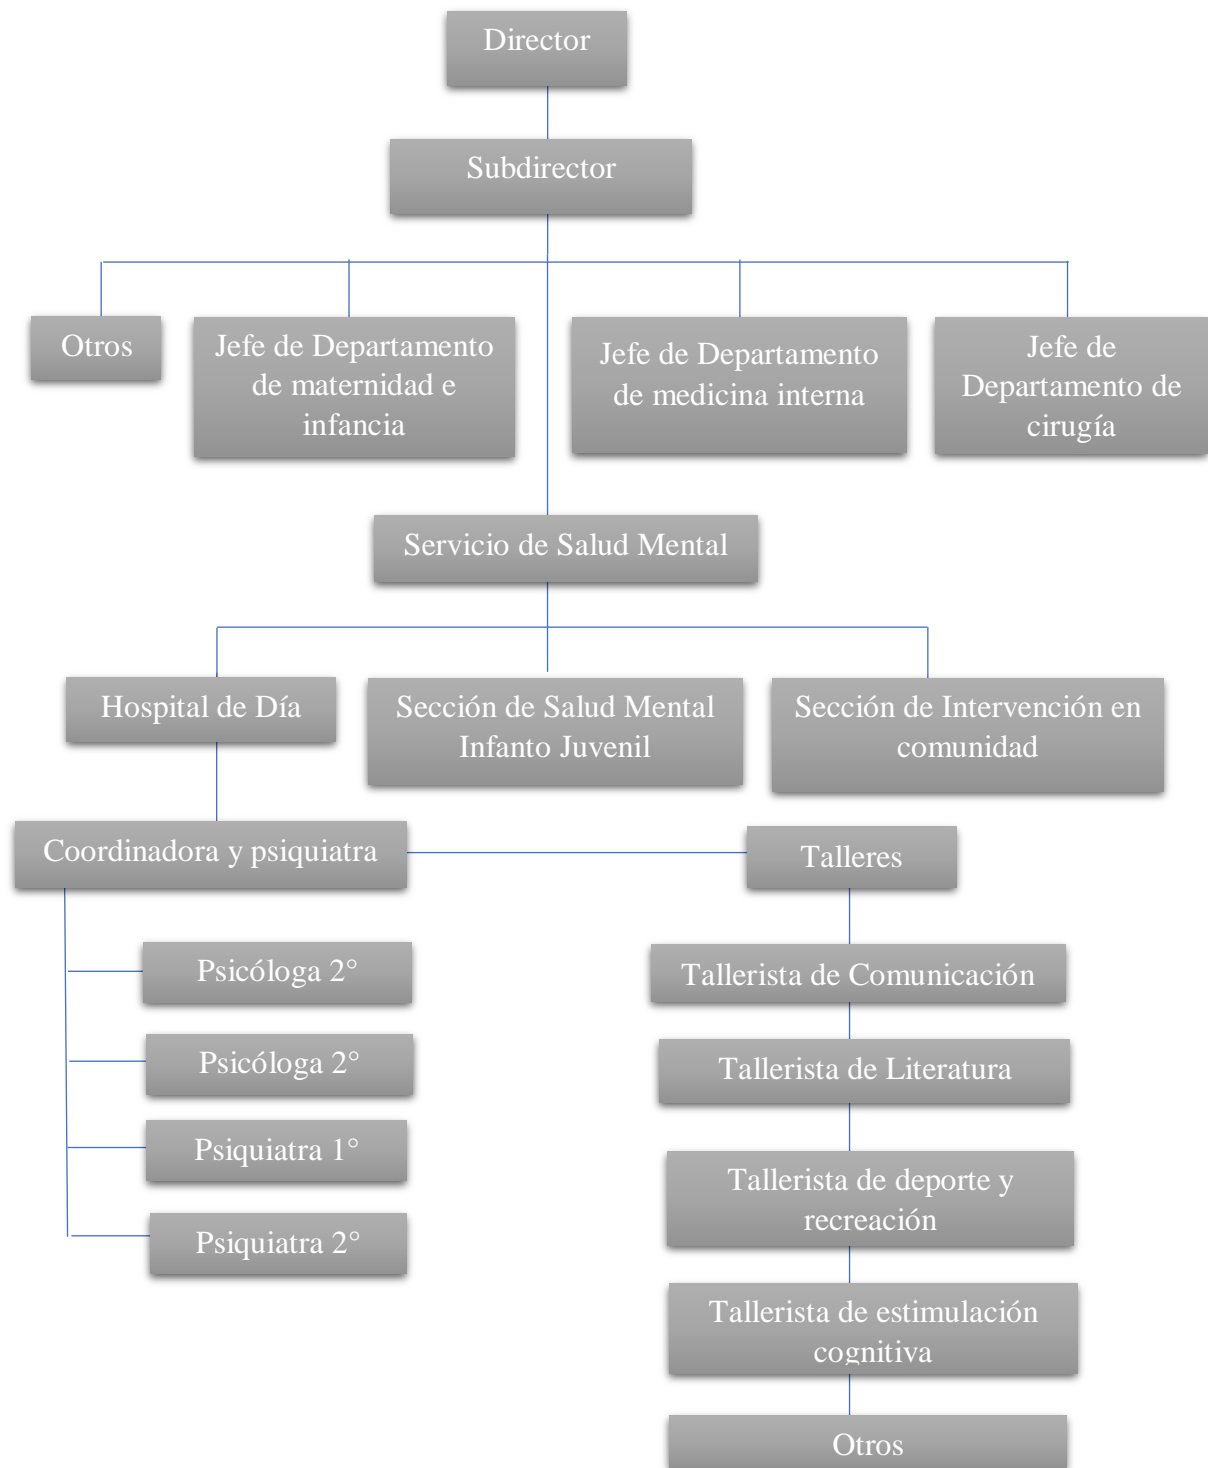 Director
Subdirector
Otros
Jefe de Departamento
de maternidad e
infancia
Jefe de Departamento
de medicina interna
Jefe de
Departamento de
cirugía
Servicio de Salud Mental
Hospital de Día
Sección de Salud Mental
Infanto Juvenil
Sección de Intervención en
comunidad
Coordinadora y psiquiatra
Talleres
Psicóloga 2°
Psicóloga 2°
Psiquiatra 1°
Psiquiatra 2°
Tallerista de Comunicación
Tallerista de Literatura
Tallerista de deporte y
recreación
Tallerista de estimulación
cognitiva
Otros